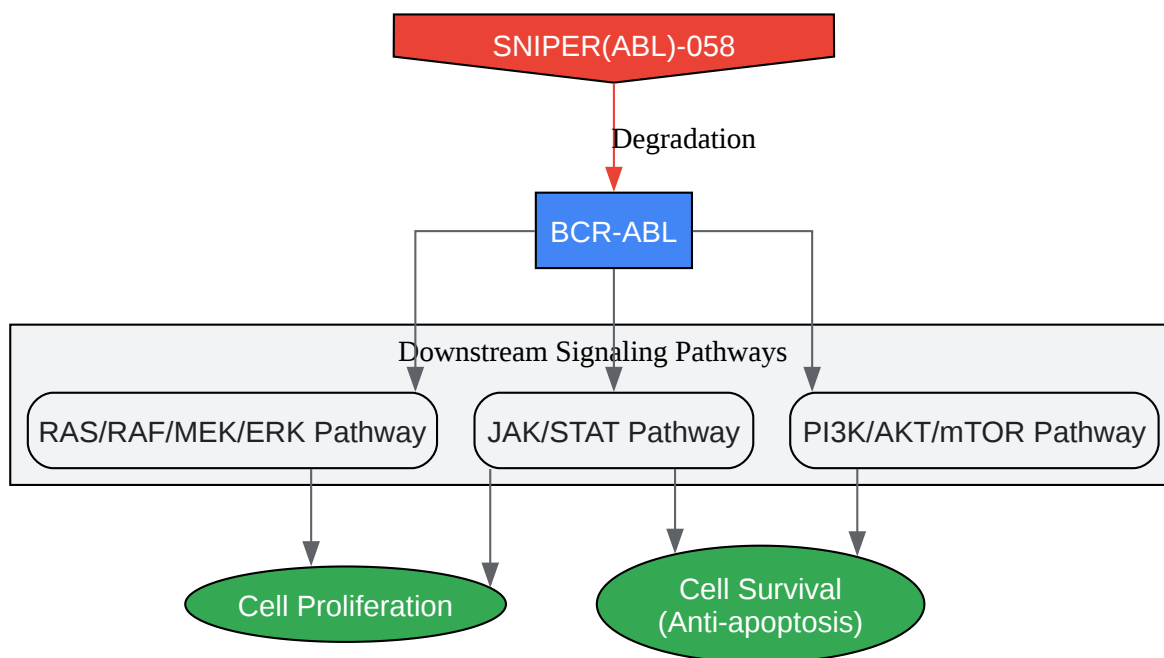 SNIPER(ABL)-058
Degradation
BCR-ABL
Downstream Signaling Pathways
RAS/RAF/MEK/ERK Pathway
JAK/STAT Pathway
PI3K/AKT/mTOR Pathway
Cell Proliferation
Cell Survival
(Anti-apoptosis)